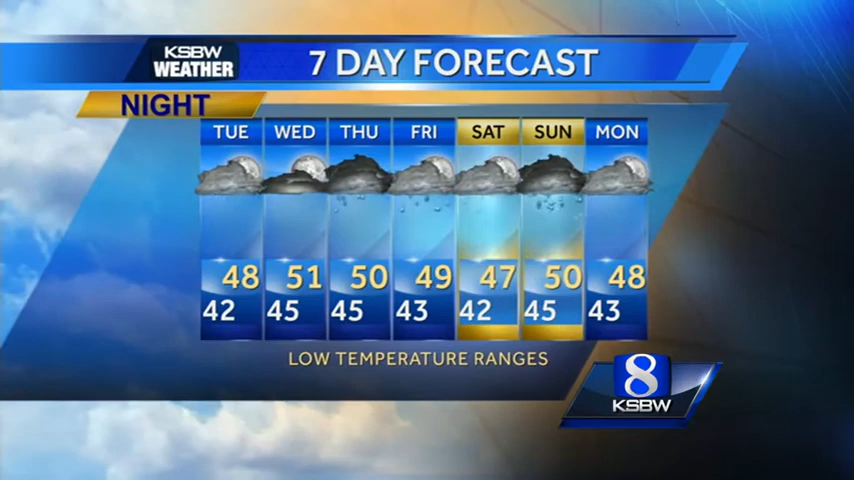 KSBW
WEATHER
7 DAY FORECAST
NIGHT
TUE WED THU FRI SAT SUN MON
48 51 50 49 47 50 48
42 45 45 43 42 45 43
LOW TEMPERATURE RANGES
8
KSBW